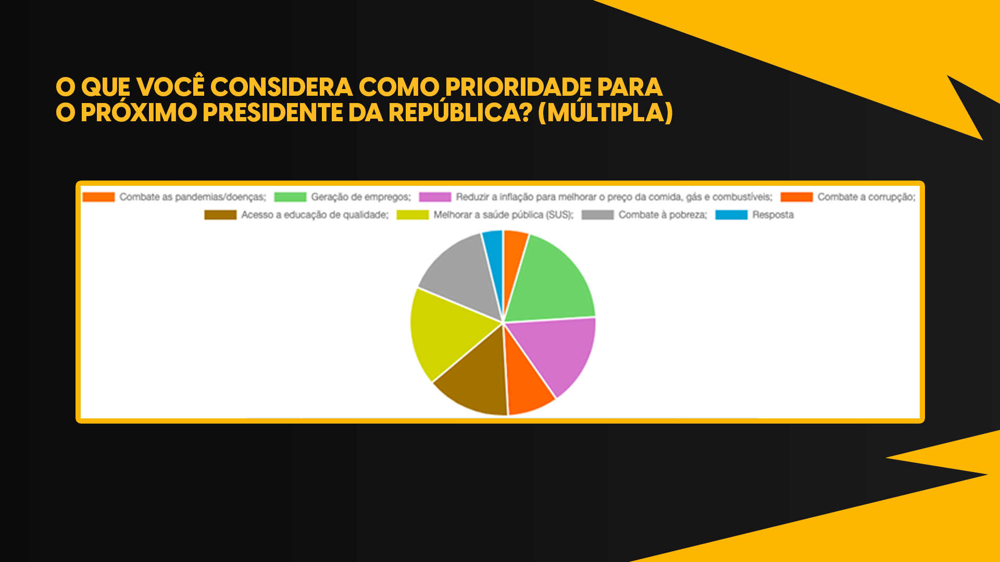 O QUE VOCÊ CONSIDERA COMO PRIORIDADE PARA
O PRÓXIMO PRESIDENTE DA REPÚBLICA? (MÚLTIPLA)
Combate as pandemias/doenças; Geração de empregos; Reduzir a inflação para melhorar o preço da comida, gás e combustíveis; Combate a corrupção;
Acesso a educação de qualidade; Melhorar a saúde pública (SUS); Combate à pobreza; Resposta